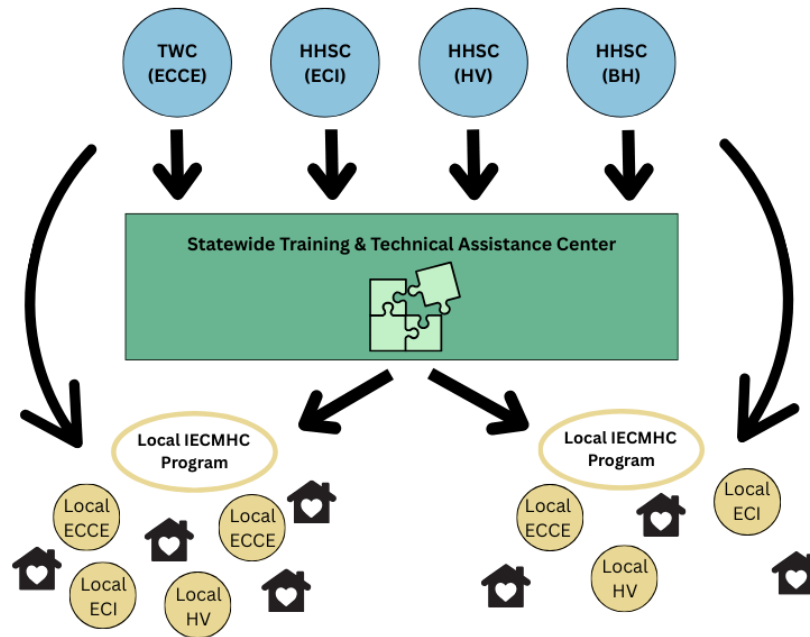 TWC
(ECCE)
HHSC
(ECI)
HHSC
(HV)
HHSC
(BH)
Statewide Training & Technical Assistance Center
Local IECMHC
Program
Local IECMHC
Program
Local
ECCE
Local
ECCE
Local
ECI
Local
HV
Local
ECCE
Local
ECI
Local
HV